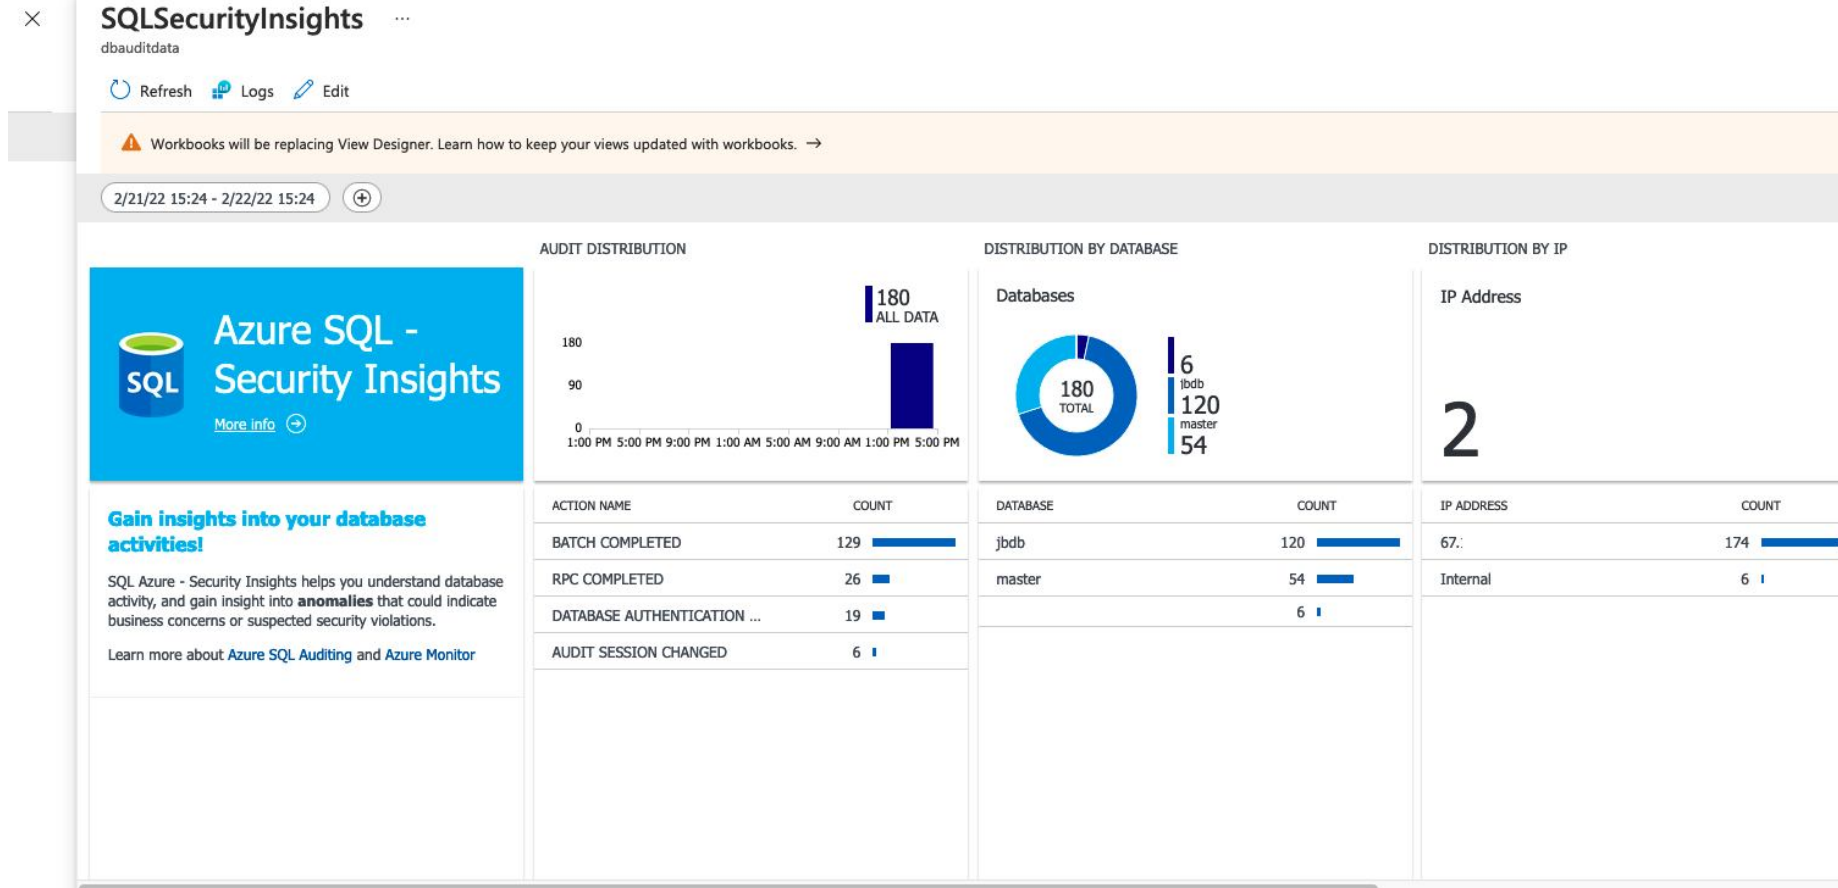 SQLSecurityInsights ...
dbauditdata
Refresh Logs Edit
Workbooks will be replacing View Designer. Learn how to keep your views updated with workbooks. →
2/21/22 15:24 - 2/22/22 15:24
Azure SQL -
Security Insights
SQL
More info
Gain insights into your database
activities!
SQL Azure - Security Insights helps you understand database
activity, and gain insight into anomalies that could indicate
business concerns or suspected security violations.
Learn more about Azure SQL Auditing and Azure Monitor
AUDIT DISTRIBUTION
180
ALL DATA
180
90
0
1:00 PM 5:00 PM 9:00 PM 1:00 AM 5:00 AM 9:00 AM 1:00 PM 5:00 PM
ACTION NAME COUNT
BATCH COMPLETED 129
RPC COMPLETED 26
DATABASE AUTHENTICATION ... 19
AUDIT SESSION CHANGED 6
DISTRIBUTION BY DATABASE
Databases
180
TOTAL
6
jbdb
120
master
54
DATABASE COUNT
jbdb 120
master 54
6
DISTRIBUTION BY IP
IP Address
2
IP ADDRESS COUNT
67. 174
Internal 6